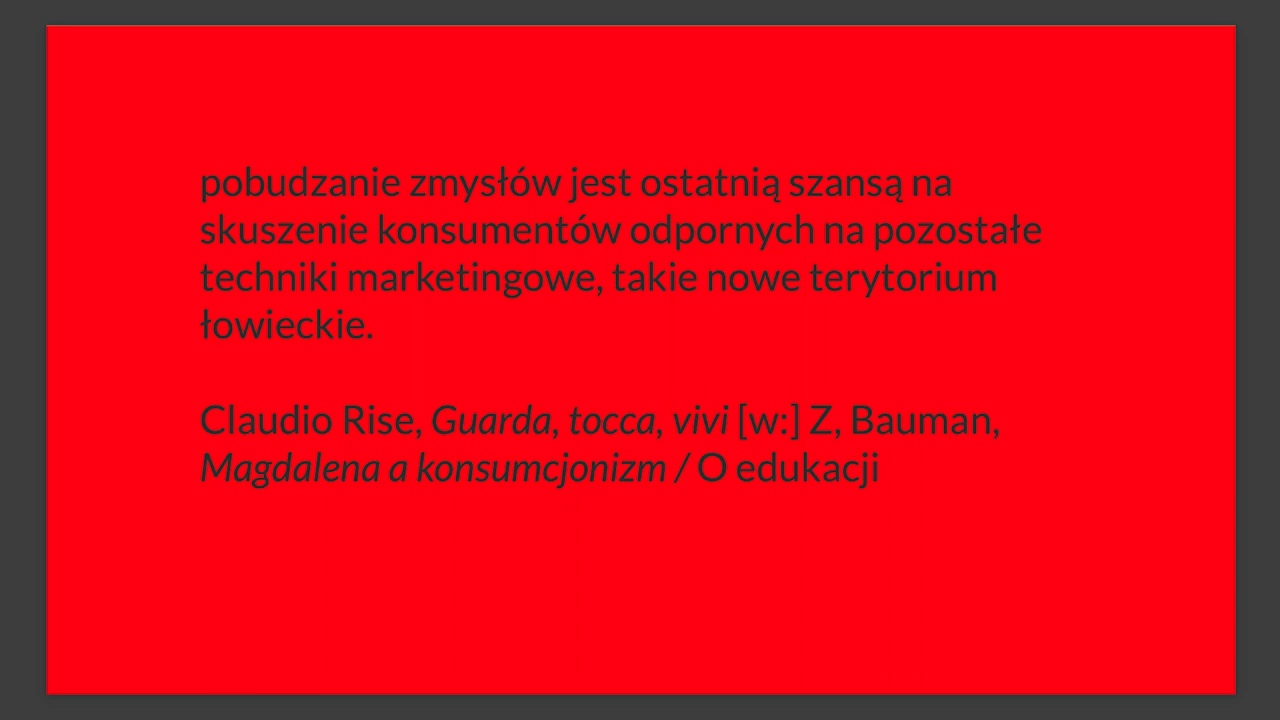 pobudzanie zmysłów jest ostatnią szansą na
skuszenie konsumentów odpornych na pozostałe
techniki marketingowe, takie nowe terytorium
łowieckie.
Claudio Rise, Guarda, tocca, vivi [w:] Z, Bauman,
Magdalena a konsumcjonizm / O edukacji